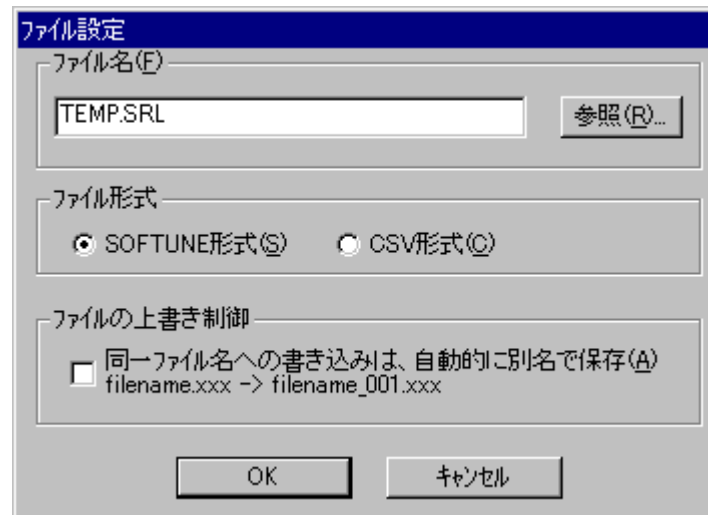 ファイル設定
ファイル名(F)
TEMP.SRL
参照(R)...
ファイル形式
SOFTUNE形式(S)
CSV形式(C)
ファイルの上書き制御
同一ファイル名への書き込みは、自動的に別名で保存(A)
filename.xxx -> filename_001.xxx
OK
キャンセル